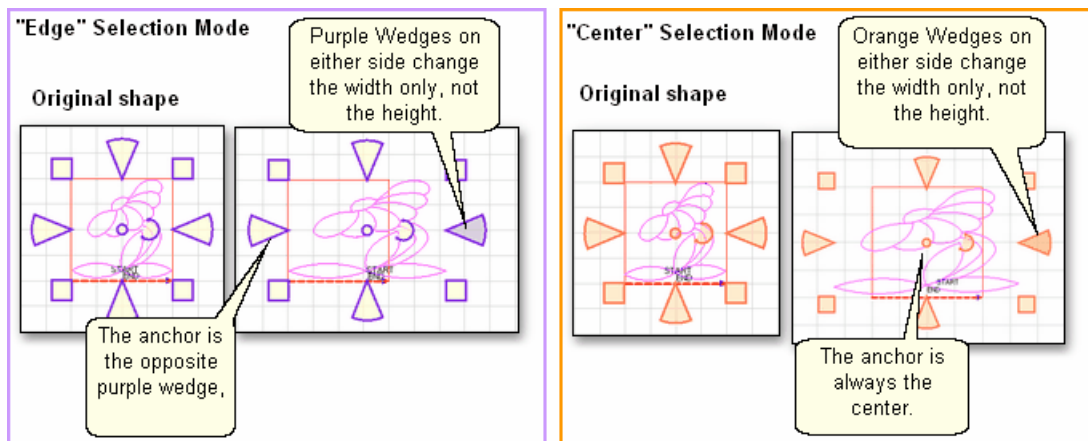 "Edge" Selection Mode
Purple Wedges on
either side change
the width only, not
the height.
Original shape
START
END
START
END
The anchor is
the opposite
purple wedge,
"Center" Selection Mode
Orange Wedges on
either side change
the width only, not
the height.
Original shape
START
END
START
END
The anchor is
always the
center.